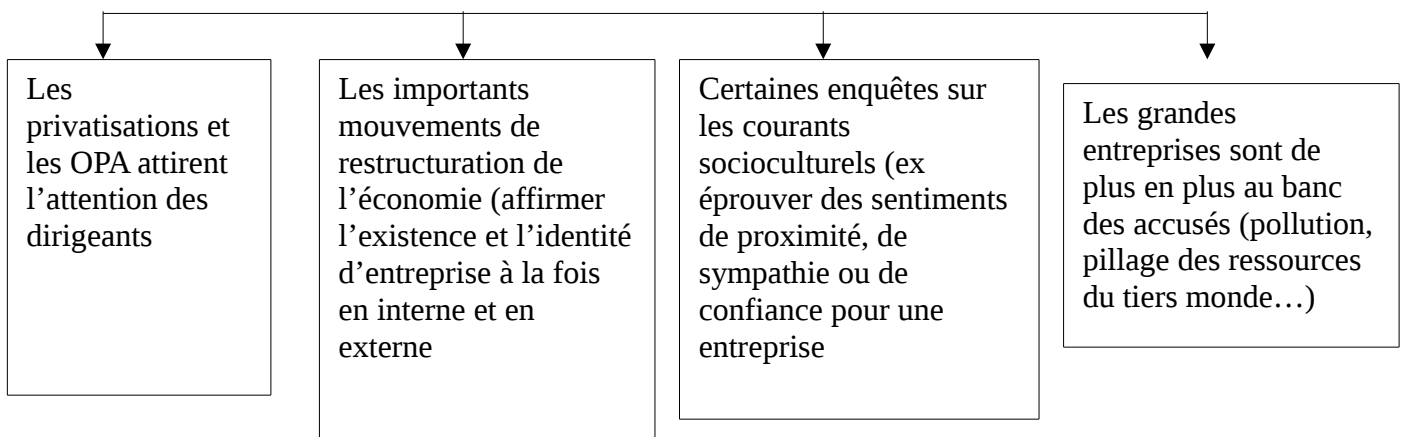 Les
privatisations et
les OPA attirent
l’attention des
dirigeants
Les importants
mouvements de
restructuration de
l’économie (affirmer
l’existence et l’identité
d’entreprise à la fois
en interne et en
externe
Certaines enquêtes sur
les courants
socioculturels (ex
éprouver des sentiments
de proximité, de
sympathie ou de
confiance pour une
entreprise
Les grandes
entreprises sont de
plus en plus au banc
des accusés (pollution,
pillage des ressources
du tiers monde…)